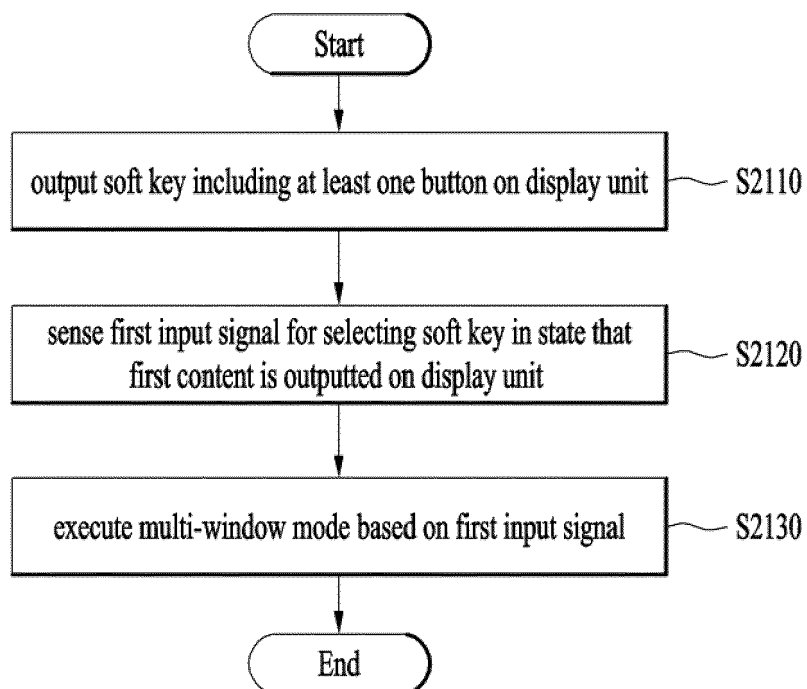 Start
output soft key including at least one button on display unit
S2110
sense first input signal for selecting soft key in state that
first content is outputted on display unit
S2120
execute multi-window mode based on first input signal
S2130
End